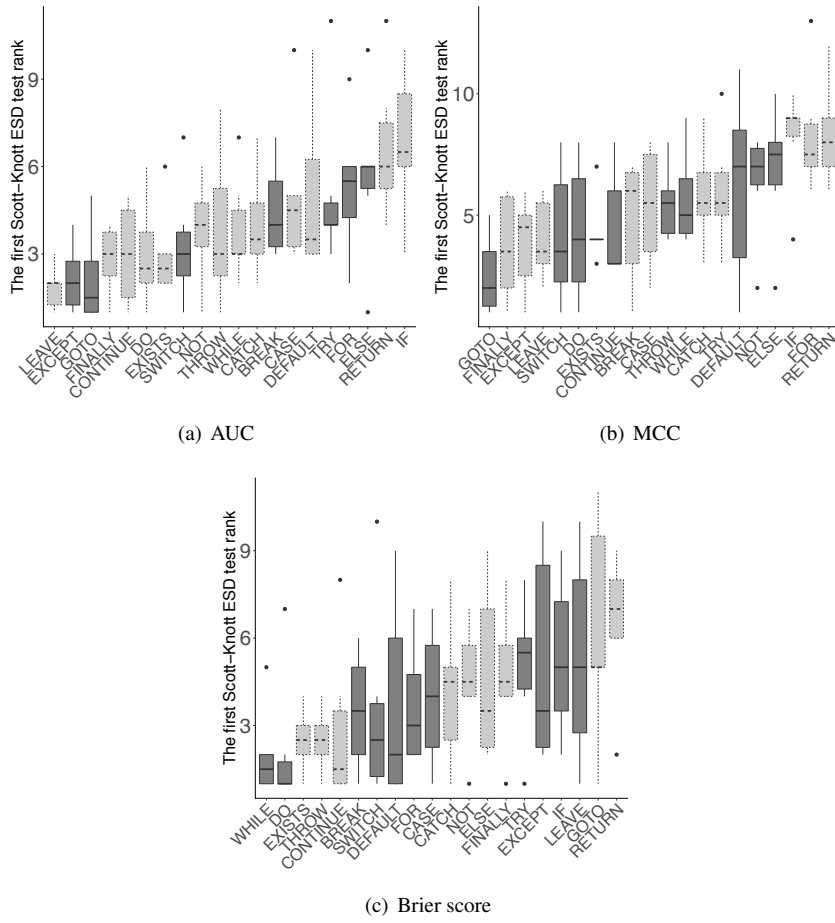 The first Scott–Knott ESD test rank
9
6
3
LEAVE
EXCEPT
GOTO
FINALLY
CONTINUE
DO
EXISTS
SWITCH
NOT
THROW
WHILE
CATCH
BREAK
CASE
DEFAULT
TRY
FOR
ELSE
RETURN
IF
(a) AUC
The first Scott–Knott ESD test rank
10
5
GOTO
FINALLY
EXCEPT
LEAVE
SWITCH
DO
EXISTS
CONTINUE
BREAK
CASE
THROW
WHILE
CATCH
TRY
DEFAULT
NOT
ELSE
IF
FOR
RETURN
(b) MCC
The first Scott–Knott ESD test rank
9
6
3
WHILE
DO
EXISTS
THROW
CONTINUE
BREAK
SWITCH
DEFAULT
FOR
CASE
CATCH
NOT
ELSE
FINALLY
TRY
EXCEPT
IF
LEAVE
GOTO
RETURN
(c) Brier score